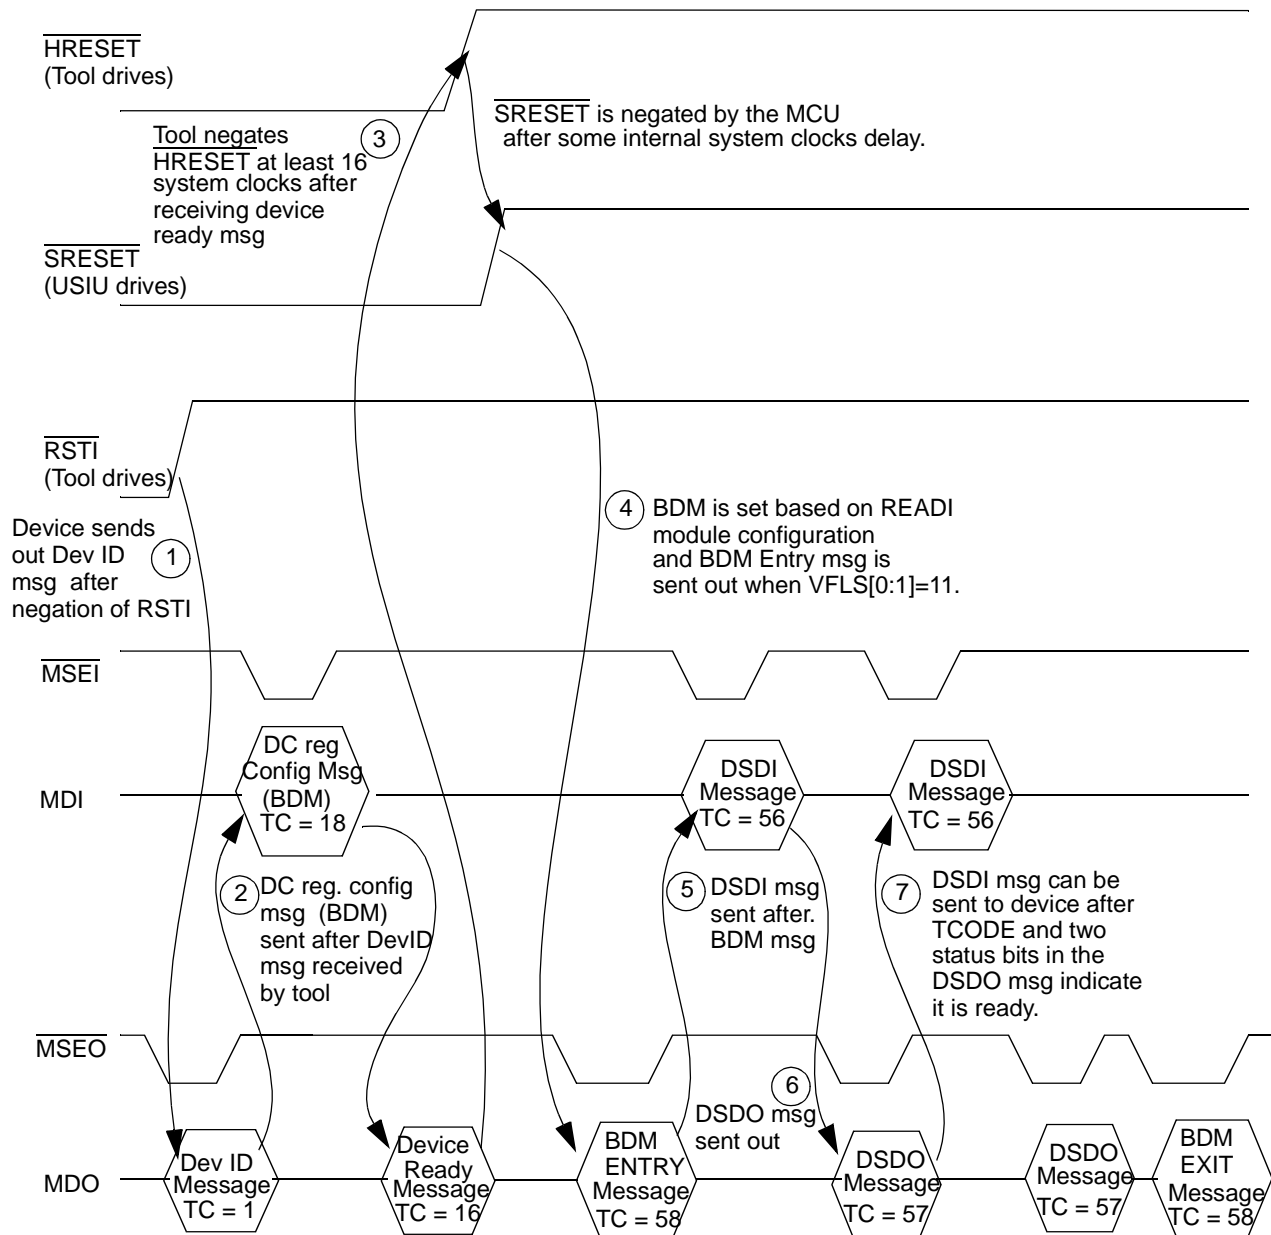 HRESET
(Tool drives)
Tool negates
HRESET at least 16
system clocks after
receiving device
ready msg
3
SRESET is negated by the MCU
after some internal system clocks delay.
SRESET
(USIU drives)
RSTI
(Tool drives)
Device sends
out Dev ID
msg after
negation of RSTI
1
4
BDM is set based on READI
module configuration
and BDM Entry msg is
sent out when VFLS[0:1]=11.
MSEI
MDI
DC reg
Config Msg
(BDM)
TC = 18
DSDI
Message
TC = 56
DSDI
Message
TC = 56
2
DC reg. config
msg (BDM)
sent after DevID
msg received
by tool
5
DSDI msg
sent after.
BDM msg
7
DSDI msg can be
sent to device after
TCODE and two
status bits in the
DSDO msg indicate
it is ready.
MSEO
6
DSDO msg
sent out
MDO
Dev ID
Message
TC = 1
Device
Ready
Message
TC = 16
BDM
ENTRY
Message
TC = 58
DSDO
Message
TC = 57
DSDO
Message
TC = 57
BDM
EXIT
Message
TC = 58